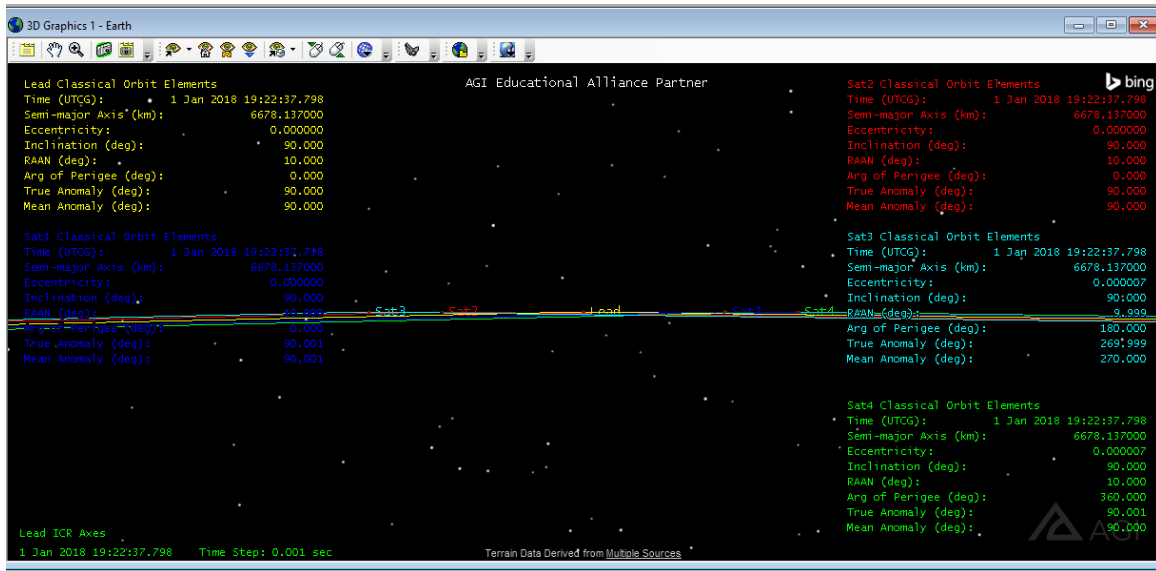 3D Graphics 1 - Earth
AGI Educational Alliance Partner
bing
Lead Classical Orbit Elements
Time (UTCG): 1 Jan 2018 19:22:37.798
Semi-major Axis (km): 6678.137000
Eccentricity: 0.000000
Inclination (deg): 90.000
RAAN (deg): 10.000
Arg of Perigee (deg): 0.000
True Anomaly (deg): 90.000
Mean Anomaly (deg): 90.000
Sat2 Classical Orbit Elements
Time (UTCG): 1 Jan 2018 19:22:37.798
Semi-major Axis (km): 6678.137000
Eccentricity: 0.000000
Inclination (deg): 90.000
RAAN (deg): 10.000
Arg of Perigee (deg): 0.000
True Anomaly (deg): 90.000
Mean Anomaly (deg): 90.000
Sat1 Classical Orbit Elements
Time (UTCG): 1 Jan 2018 19:22:37.798
Semi-major Axis (km): 6678.137000
Eccentricity: 0.000000
Inclination (deg): 90.000
RAAN (deg):
Arg of Perigee (deg): 0.000
True Anomaly (deg): 90.001
Mean Anomaly (deg): 90.001
Sat3 Classical Orbit Elements
Time (UTCG): 1 Jan 2018 19:22:37.798
Semi-major Axis (km): 6678.137000
Eccentricity: 0.000007
Inclination (deg): 90.000
RAAN (deg): 9.999
Arg of Perigee (deg): 180.000
True Anomaly (deg): 269.999
Mean Anomaly (deg): 270.000
Sat3 Sat2 Lead Sat4
Sat4 Classical Orbit Elements
Time (UTCG): 1 Jan 2018 19:22:37.798
Semi-major Axis (km): 6678.137000
Eccentricity: 0.000007
Inclination (deg): 90.000
RAAN (deg): 10.000
Arg of Perigee (deg): 360.000
True Anomaly (deg): 90.001
Mean Anomaly (deg): 90.000
AGI
Lead ICR Axes
1 Jan 2018 19:22:37.798 Time Step: 0.001 sec
Terrain Data Derived from Multiple Sources